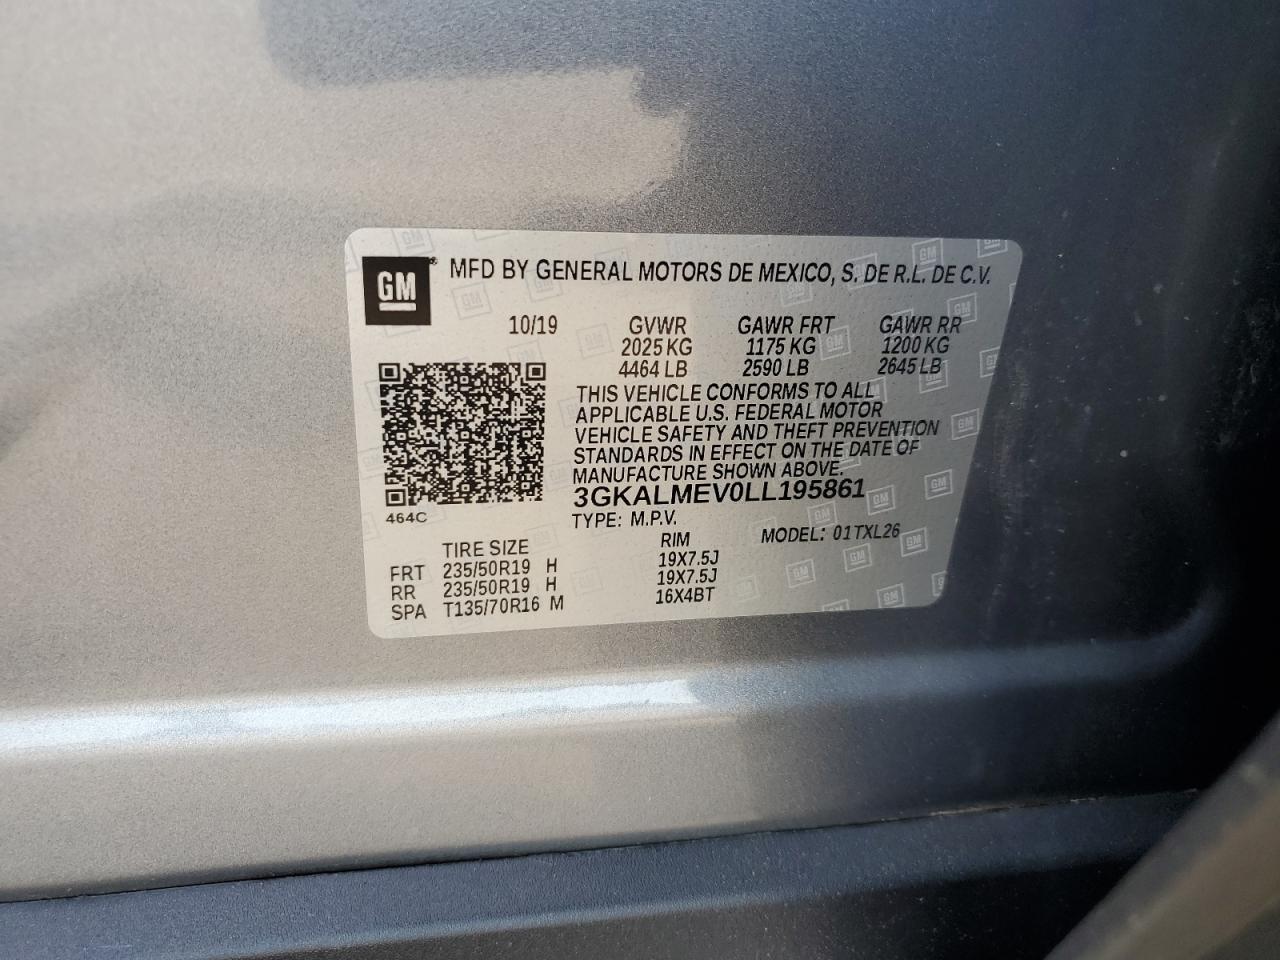 GM
MFD BY GENERAL MOTORS DE MEXICO, S. DE R.L. DE C.V.
10/19 GVWR GAWR FRT GAWR RR
2025 KG 1175 KG 1200 KG
4464 LB 2590 LB 2645 LB
THIS VEHICLE CONFORMS TO ALL
APPLICABLE U.S. FEDERAL MOTOR
VEHICLE SAFETY AND THEFT PREVENTION
STANDARDS IN EFFECT ON THE DATE OF
MANUFACTURE SHOWN ABOVE.
3GKALMEV0LL195861
464C
TYPE: M.P.V.
MODEL: 01TXL26
TIRE SIZE RIM
FRT 235/50R19 H 19X7.5J
RR 235/50R19 H 19X7.5J
SPA T135/70R16 M 16X4BT